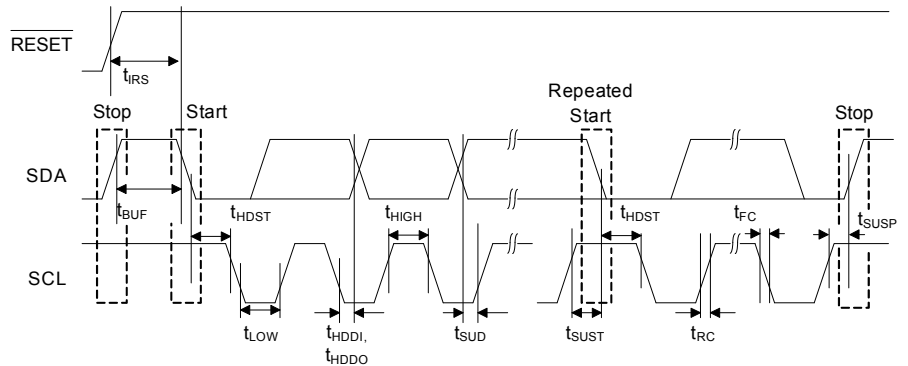 RESET
tIRS
Repeated
Stop
Start
Start
Stop
SDA
tBUF
tHDST
tHIGH
tHDST
tFC
tSUSP
SCL
tLOW
tHDDI,
tHDDO
tSUD
tSUST
tRC